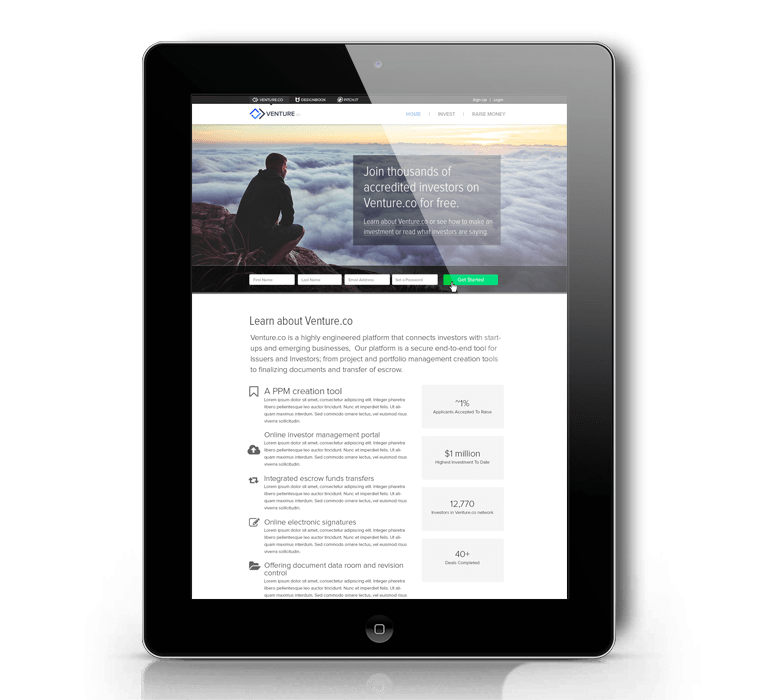 VENTURE.CO DESIGNBOOK PITCH.IT Sign Up | Login
VENTURE HOME | INVEST | RAISE MONEY
Join thousands of
accredited investors on
Venture.co for free.
Learn about Venture.co or see how to make an
investment or read what investors are saying.
First Name Last Name Email Address Set a Password Get Started
Learn about Venture.co
Venture.co is a highly engineered platform that connects investors with start-
ups and emerging businesses, Our platform is a secure end-to-end tool for
Issuers and Investors; from project and portfolio management creation tools
to finalizing documents and transfer of escrow.
A PPM creation tool
Lorem ipsum dolor sit amet, consectetur adipiscing elit. Integer pharetra
libero pellentesque leo auctor tincidunt. Nunc et imperdiet felis. Ut ali-
quam maximus interdum. Sed commodo ornare lectus, vel euismod risus
viverra sollicitudin.
Online investor management portal
Lorem ipsum dolor sit amet, consectetur adipiscing elit. Integer pharetra
libero pellentesque leo auctor tincidunt. Nunc et imperdiet felis. Ut ali-
quam maximus interdum. Sed commodo ornare lectus, vel euismod risus
viverra sollicitudin.
Integrated escrow funds transfers
Lorem ipsum dolor sit amet, consectetur adipiscing elit. Integer pharetra
libero pellentesque leo auctor tincidunt. Nunc et imperdiet felis. Ut ali-
quam maximus interdum. Sed commodo ornare lectus, vel euismod risus
viverra sollicitudin.
Online electronic signatures
Lorem ipsum dolor sit amet, consectetur adipiscing elit. Integer pharetra
libero pellentesque leo auctor tincidunt. Nunc et imperdiet felis. Ut ali-
quam maximus interdum. Sed commodo ornare lectus, vel euismod risus
viverra sollicitudin.
Offering document data room and revision
control
Lorem ipsum dolor sit amet, consectetur adipiscing elit. Integer pharetra
libero pellentesque leo auctor tincidunt. Nunc et imperdiet felis. Ut ali-
quam maximus interdum. Sed commodo ornare lectus, vel euismod risus
~1%
Applicants Accepted To Raise
$1 million
Highest Investment To Date
12,770
Investors in Venture.co network
40+
Deals Completed